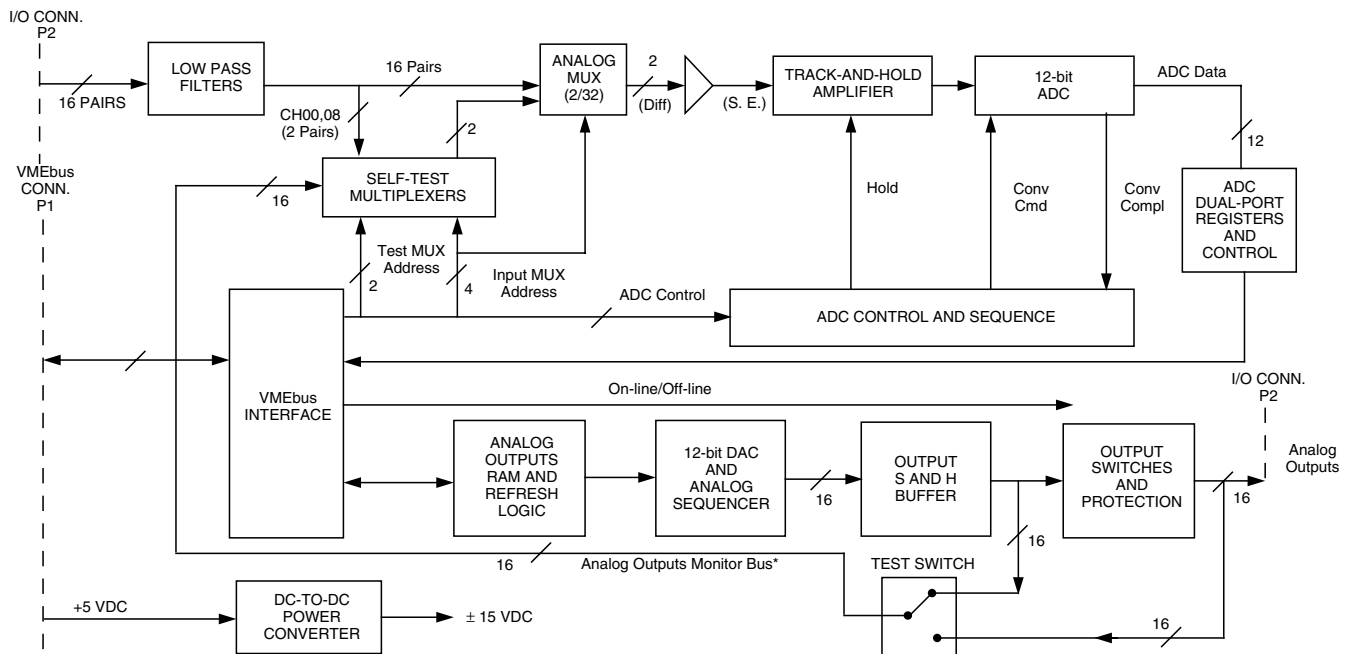 I/O CONN.
P2
16 PAIRS
LOW PASS
FILTERS
16 Pairs
CH00,08
(2 Pairs)
2
ANALOG
MUX
(2/32)
2
(Diff)
(S. E.)
TRACK-AND-HOLD
AMPLIFIER
12-bit
ADC
ADC Data
12
VMEbus
CONN.
P1
16
SELF-TEST
MULTIPLEXERS
Hold
Conv
Cmd
Conv
Compl
ADC
DUAL-PORT
REGISTERS
AND
CONTROL
Test MUX
Address
2
4
Input MUX
Address
ADC Control
ADC CONTROL AND SEQUENCE
VMEbus
INTERFACE
On-line/Off-line
I/O CONN.
P2
ANALOG
OUTPUTS
RAM AND
REFRESH
LOGIC
12-bit DAC
AND
ANALOG
SEQUENCER
16
OUTPUT
S AND H
BUFFER
OUTPUT
SWITCHES
AND
PROTECTION
16
Analog
Outputs
16
16
Analog Outputs Monitor Bus*
TEST SWITCH
+5 VDC
DC-TO-DC
POWER
CONVERTER
± 15 VDC
16